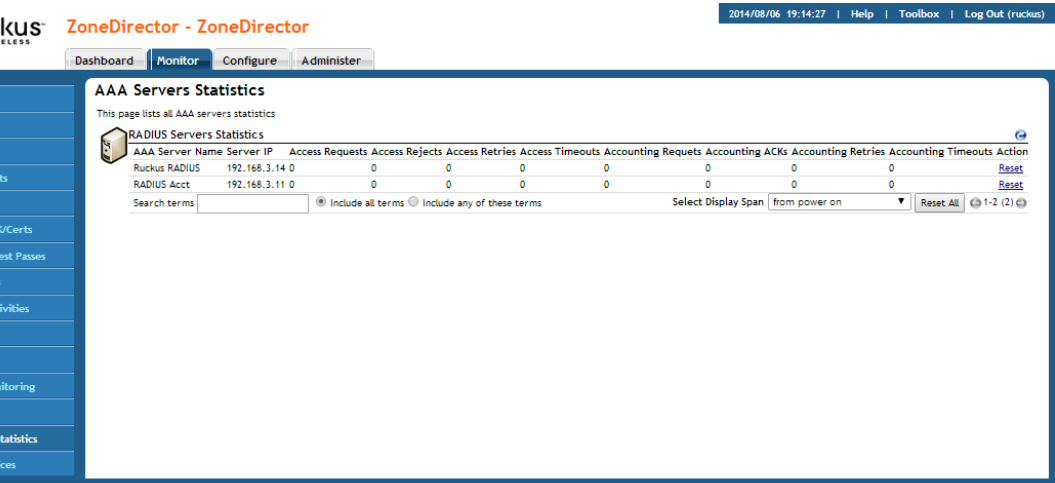 2014/08/06 19:14:27 | Help | Toolbox | Log Out (ruckus)
kus™ ZoneDirector - ZoneDirector
ELESS
Dashboard Monitor Configure Administer
AAA Servers Statistics
This page lists all AAA servers statistics
RADIUS Servers Statistics
AAA Server Name Server IP Access Requests Access Rejects Access Retries Access Timeouts Accounting Requets Accounting ACKs Accounting Retries Accounting Timeouts Action
Ruckus RADIUS 192.168.3.14 0 0 0 0 0 0 0 0 Reset
RADIUS Acct 192.168.3.11 0 0 0 0 0 0 0 0 Reset
Search terms Include all terms Include any of these terms Select Display Span from power on Reset All 1-2 (2)
ts
K/Certs
est Passes
s
ivities
nitoring
tatistics
ces